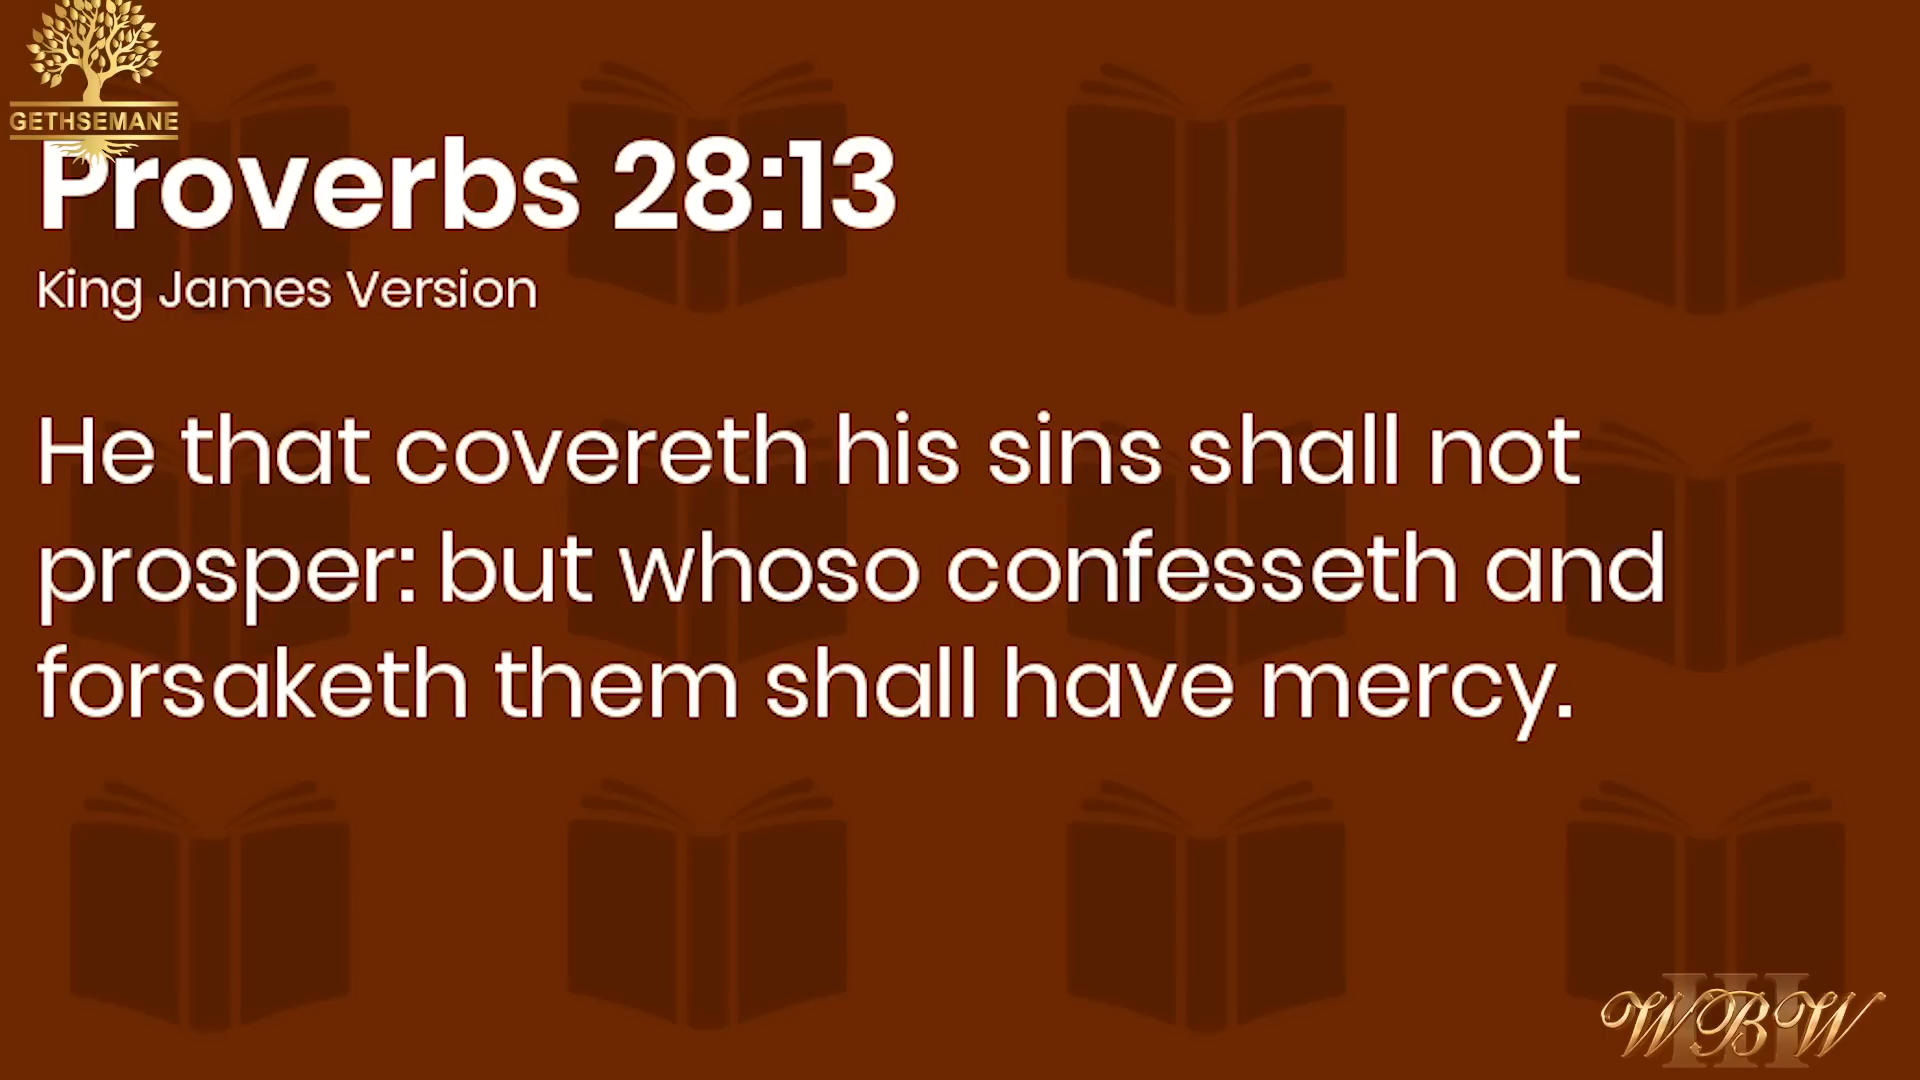 GETHSEMANE
Proverbs 28:13
King James Version
He that covereth his sins shall not
prosper: but whoso confesseth and
forsaketh them shall have mercy.
III
WBW